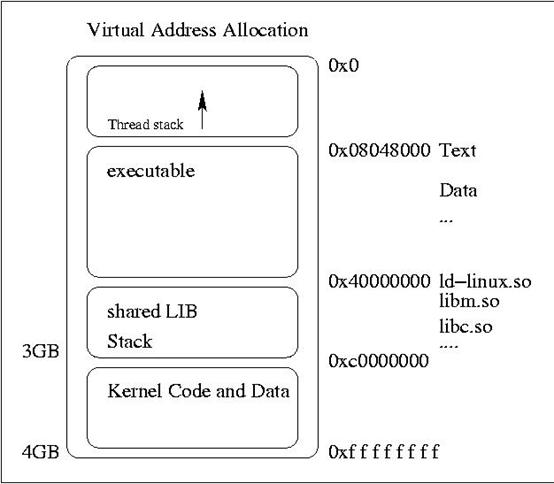 Virtual Address Allocation
0x0
Thread stack
0x08048000 Text
executable
Data
...
0x40000000 ld-linux.so
libm.so
shared LIB
libc.so
Stack
....
3GB
0xc0000000
Kernel Code and Data
4GB
0xffffffff